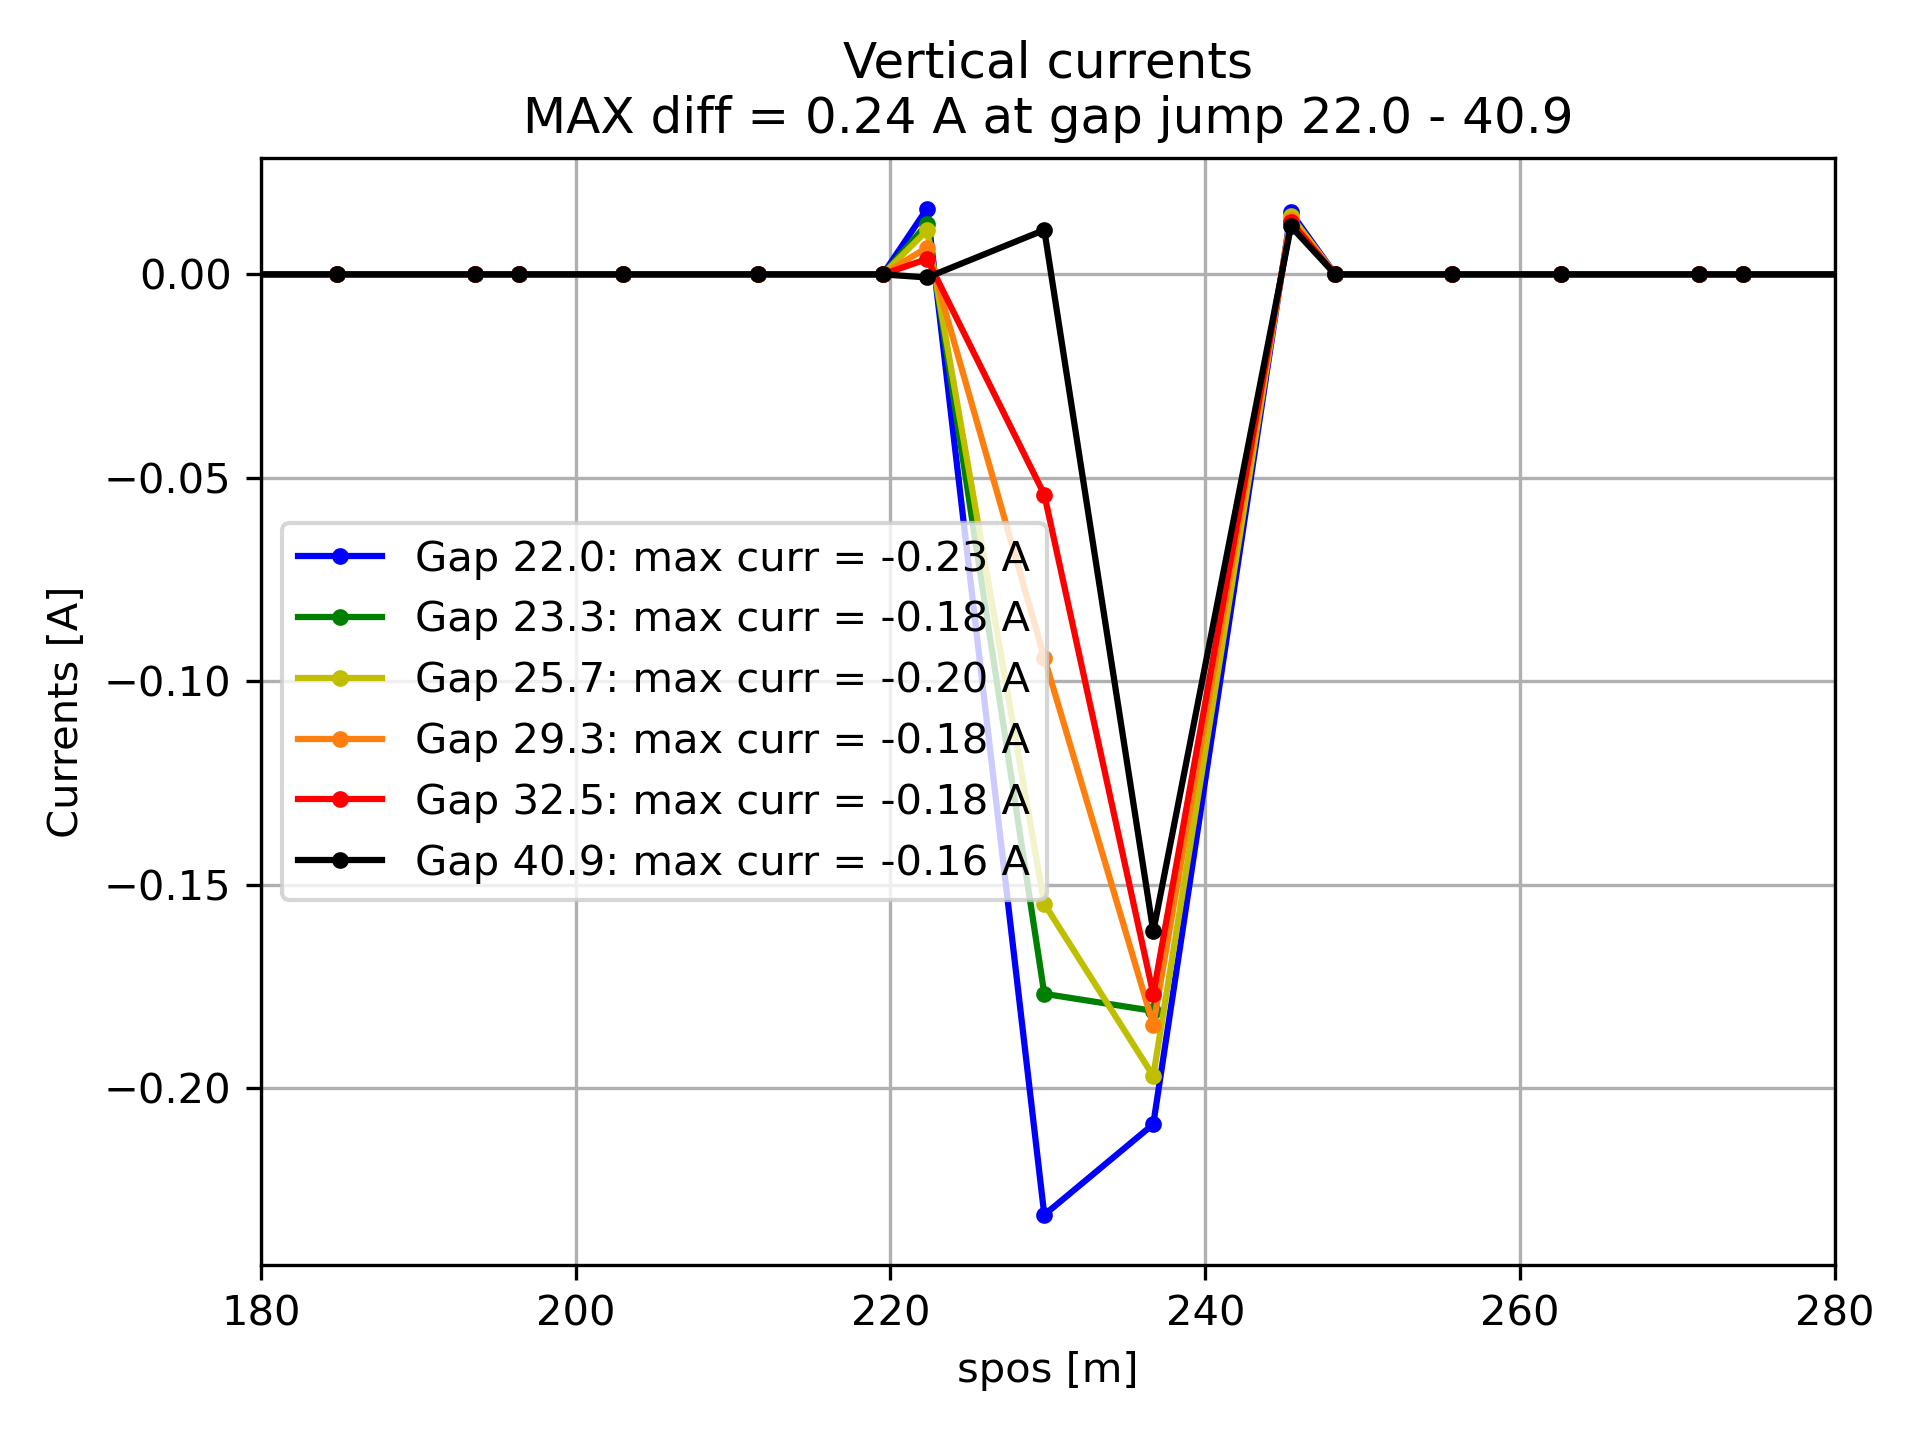 Vertical currents
MAX diff = 0.24 A at gap jump 22.0 - 40.9
0.00
−0.05
−0.10
−0.15
−0.20
Currents [A]
Gap 22.0: max curr = -0.23 A
Gap 23.3: max curr = -0.18 A
Gap 25.7: max curr = -0.20 A
Gap 29.3: max curr = -0.18 A
Gap 32.5: max curr = -0.18 A
Gap 40.9: max curr = -0.16 A
180 200 220 240 260 280
spos [m]